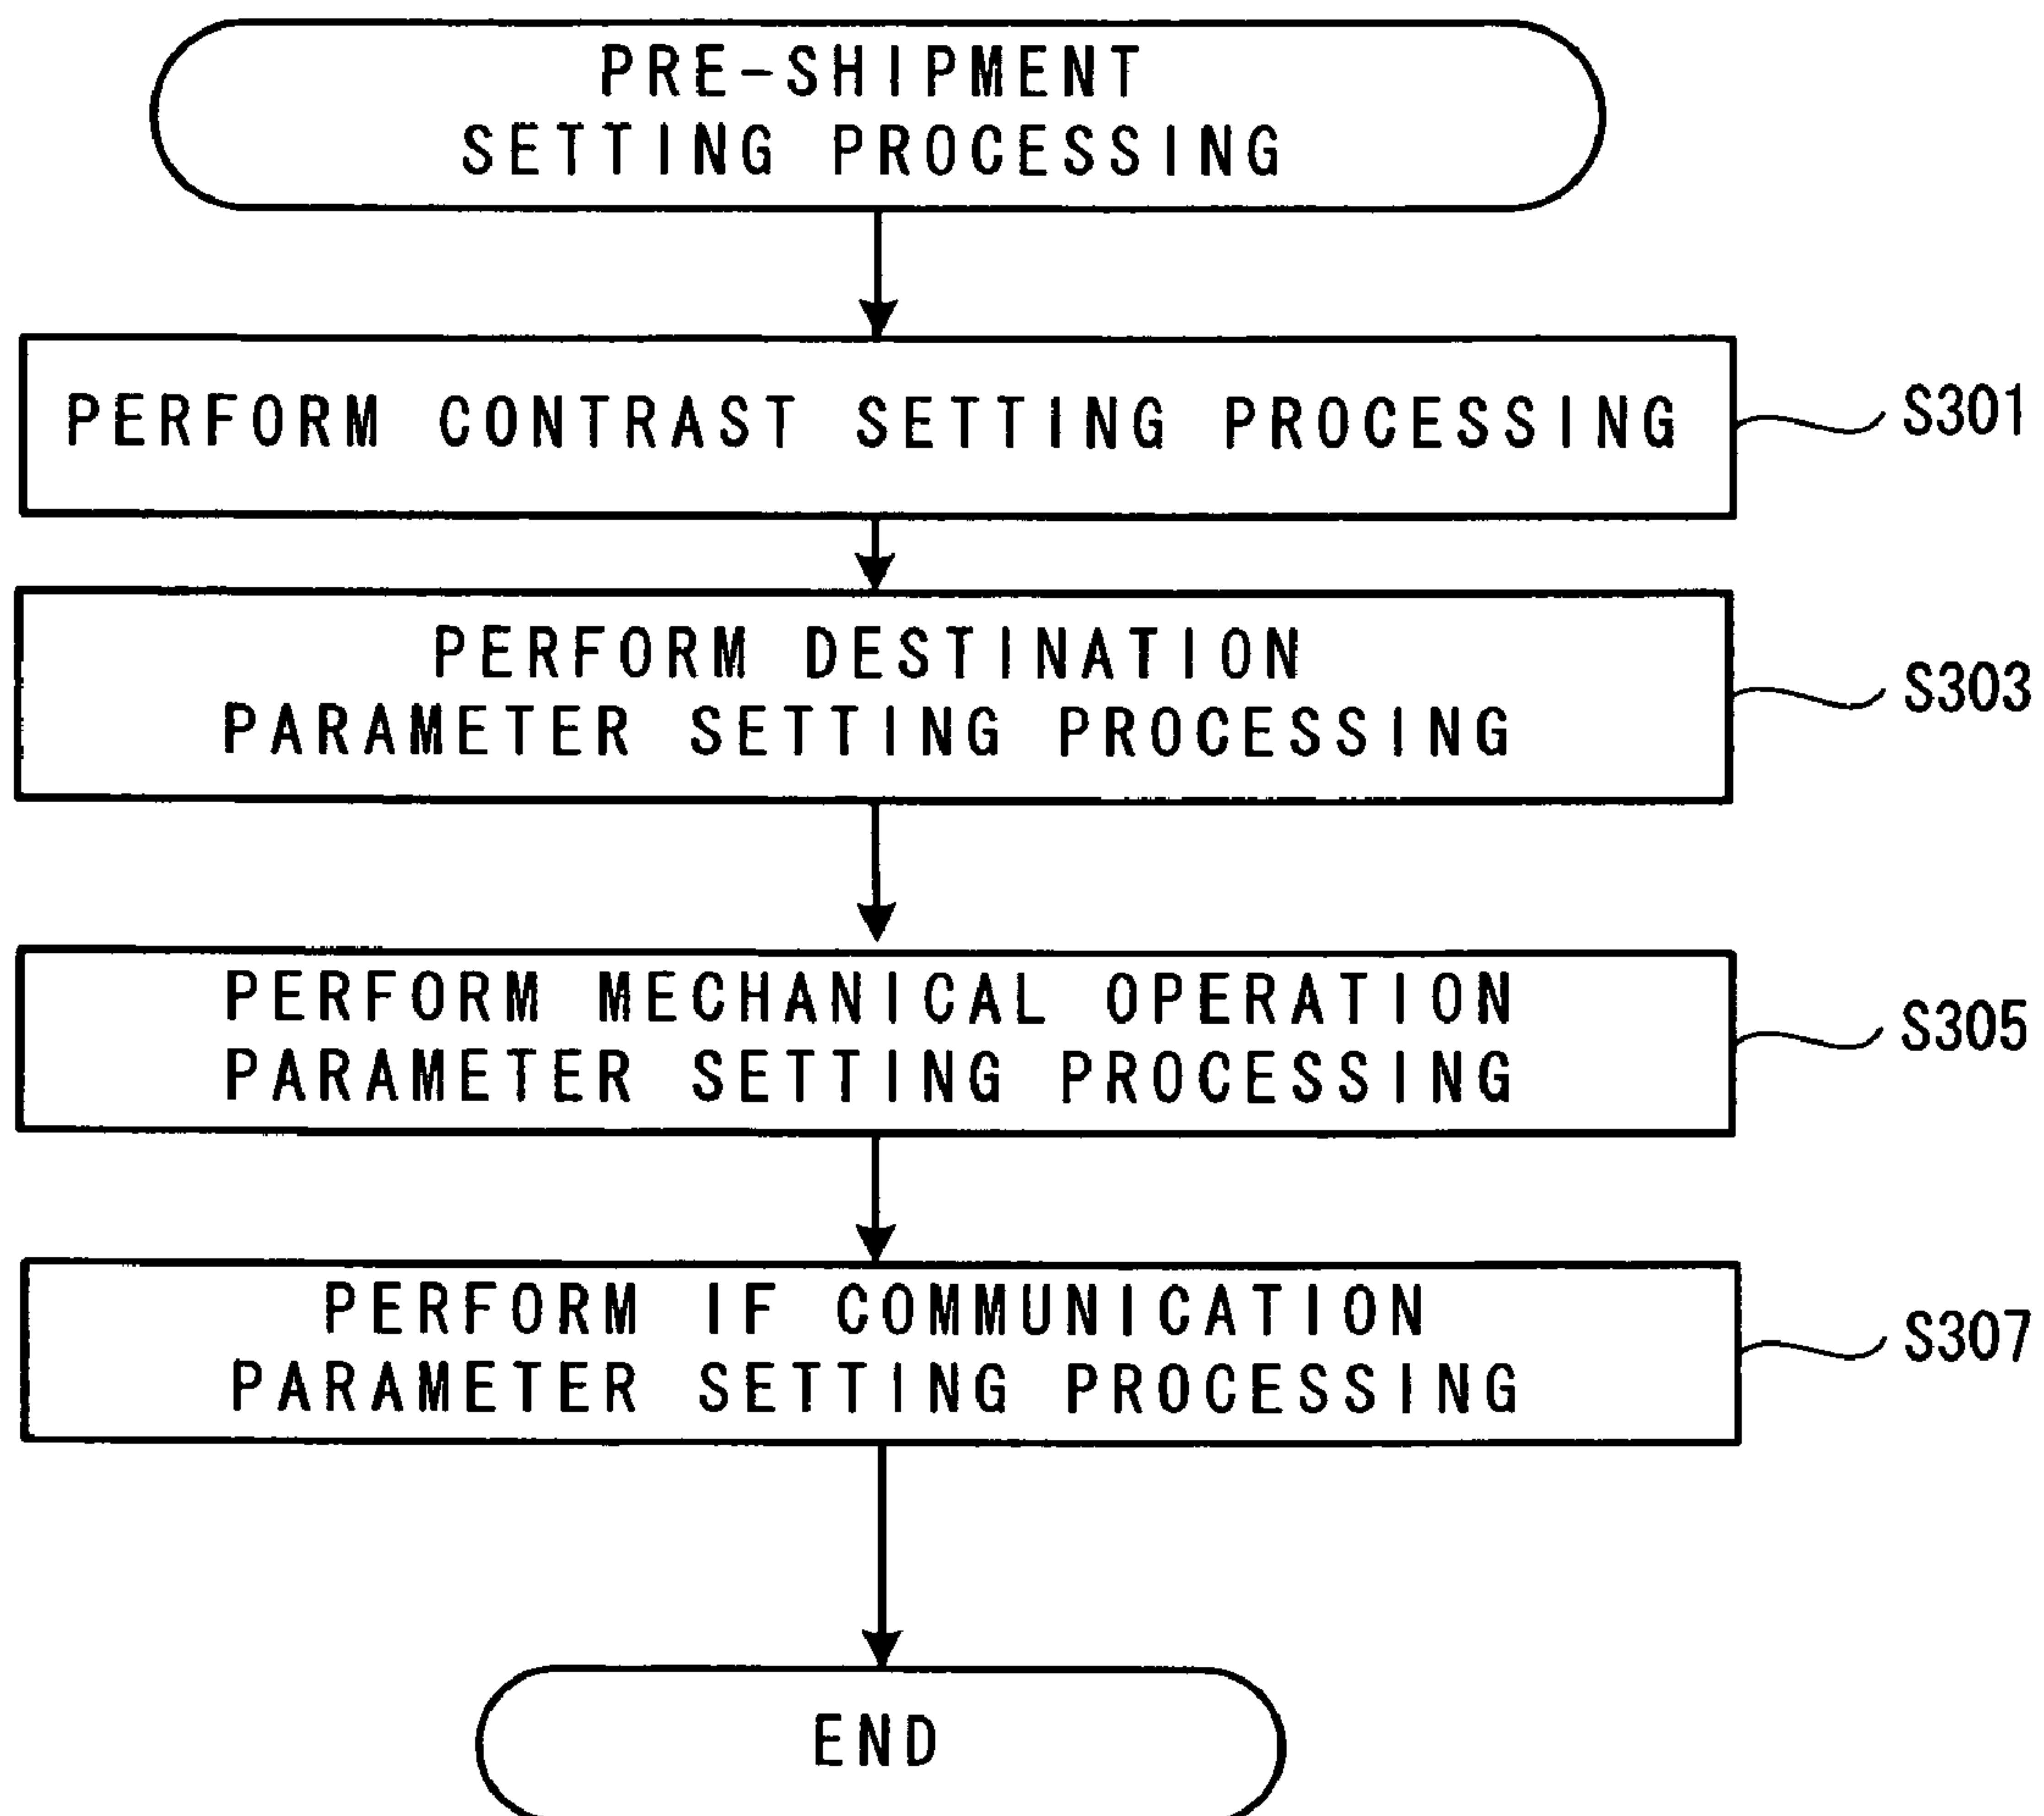 PRE-SHIPMENT
SETTING PROCESSING
PERFORM CONTRAST SETTING PROCESSING
S301
PERFORM DESTINATION
PARAMETER SETTING PROCESSING
S303
PERFORM MECHANICAL OPERATION
PARAMETER SETTING PROCESSING
S305
PERFORM IF COMMUNICATION
PARAMETER SETTING PROCESSING
S307
END